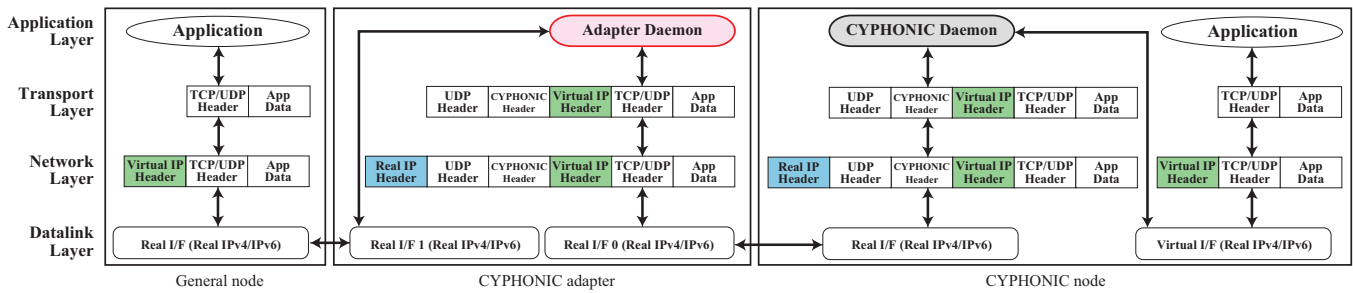 Application Layer
Application
Adapter Daemon
CYPHONIC Daemon
Application
Transport Layer
TCP/UDP Header
App Data
UDP Header
CYPHONIC Header
Virtual IP Header
TCP/UDP Header
App Data
UDP Header
CYPHONIC Header
Virtual IP Header
TCP/UDP Header
App Data
TCP/UDP Header
App Data
Network Layer
Virtual IP Header
TCP/UDP Header
App Data
Real IP Header
UDP Header
CYPHONIC Header
Virtual IP Header
TCP/UDP Header
App Data
Real IP Header
UDP Header
CYPHONIC Header
Virtual IP Header
TCP/UDP Header
App Data
Virtual IP Header
TCP/UDP Header
App Data
Datalink Layer
Real I/F (Real IPv4/IPv6)
Real I/F 1 (Real IPv4/IPv6)
Real I/F 0 (Real IPv4/IPv6)
Real I/F (Real IPv4/IPv6)
Virtual I/F (Real IPv4/IPv6)
General node
CYPHONIC adapter
CYPHONIC node